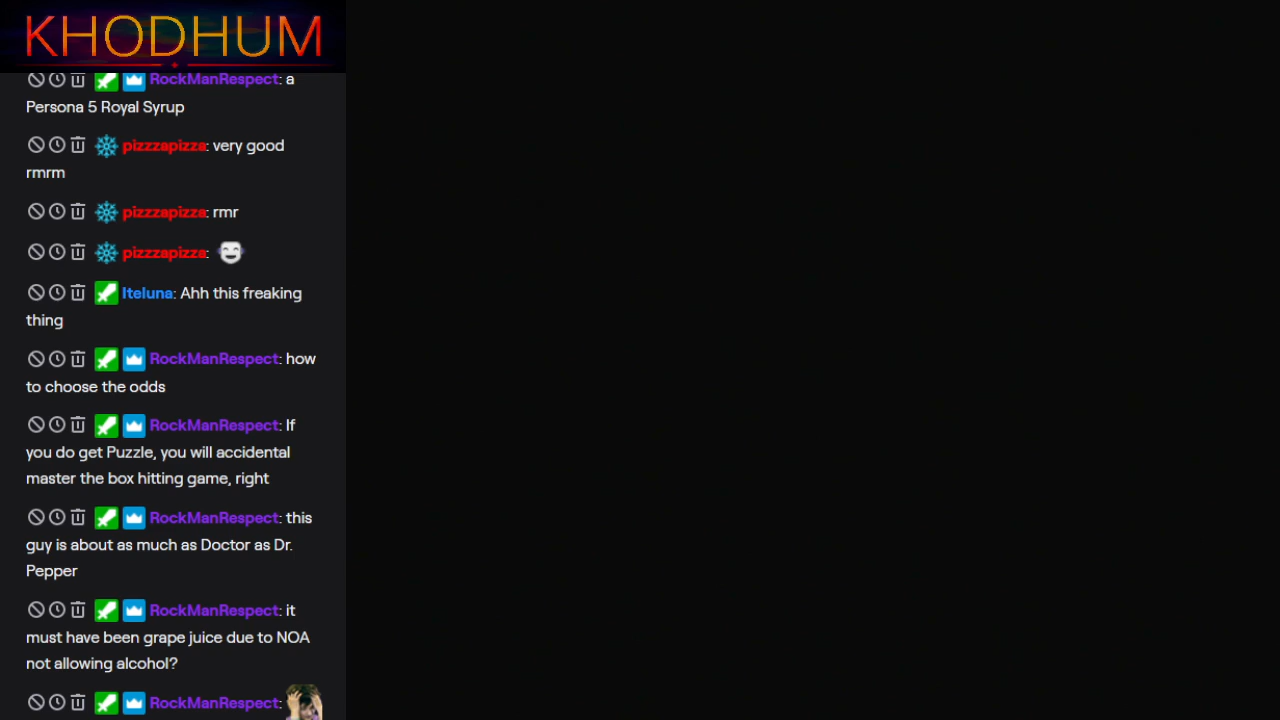 KHODHUM
RockManRespect: a
Persona 5 Royal Syrup
pizzzapizza: very good
rmrm
pizzzapizza: rmr
pizzzapizza:
Iteluna: Ahh this freaking
thing
RockManRespect: how
to choose the odds
RockManRespect: If
you do get Puzzle, you will accidental
master the box hitting game, right
RockManRespect: this
guy is about as much as Doctor as Dr.
Pepper
RockManRespect: it
must have been grape juice due to NOA
not allowing alcohol?
RockManRespect: